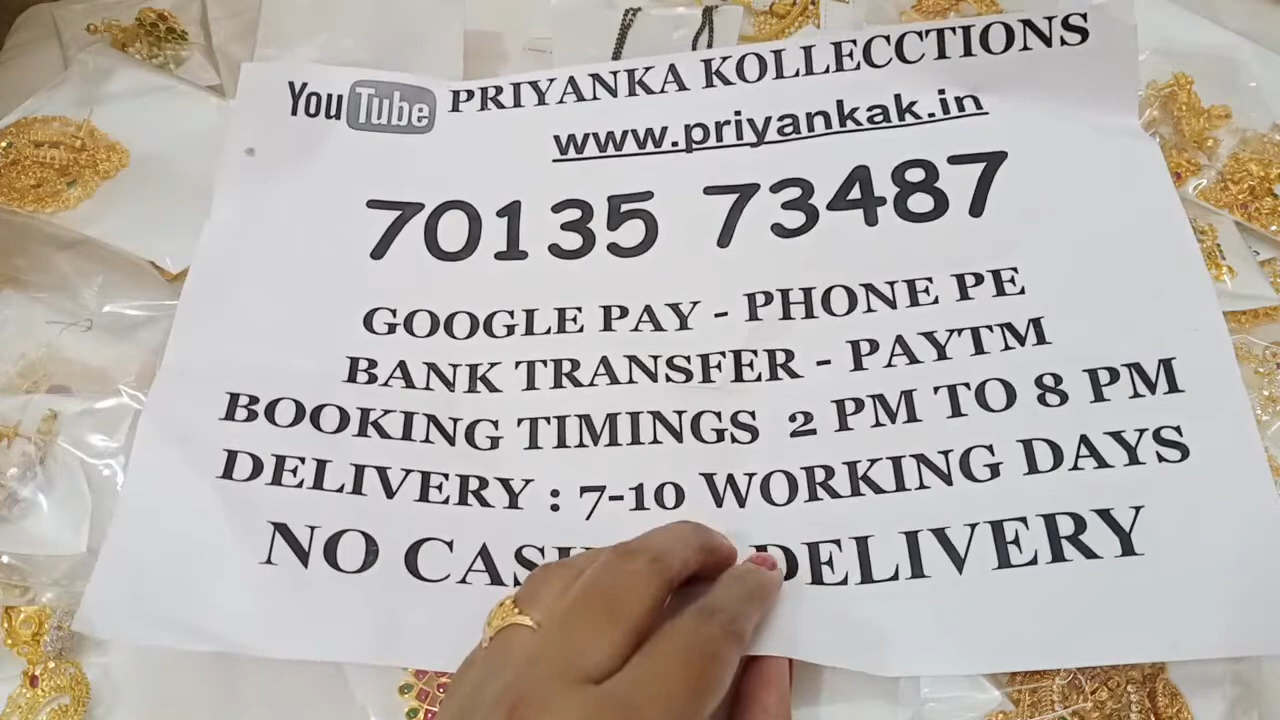 YouTube PRIYANKA KOLLECCTIONS
www.priyankak.in
70135 73487
GOOGLE PAY - PHONE PE
BANK TRANSFER - PAYTM
BOOKING TIMINGS 2 PM TO 8 PM
DELIVERY : 7-10 WORKING DAYS
NO CASH DELIVERY